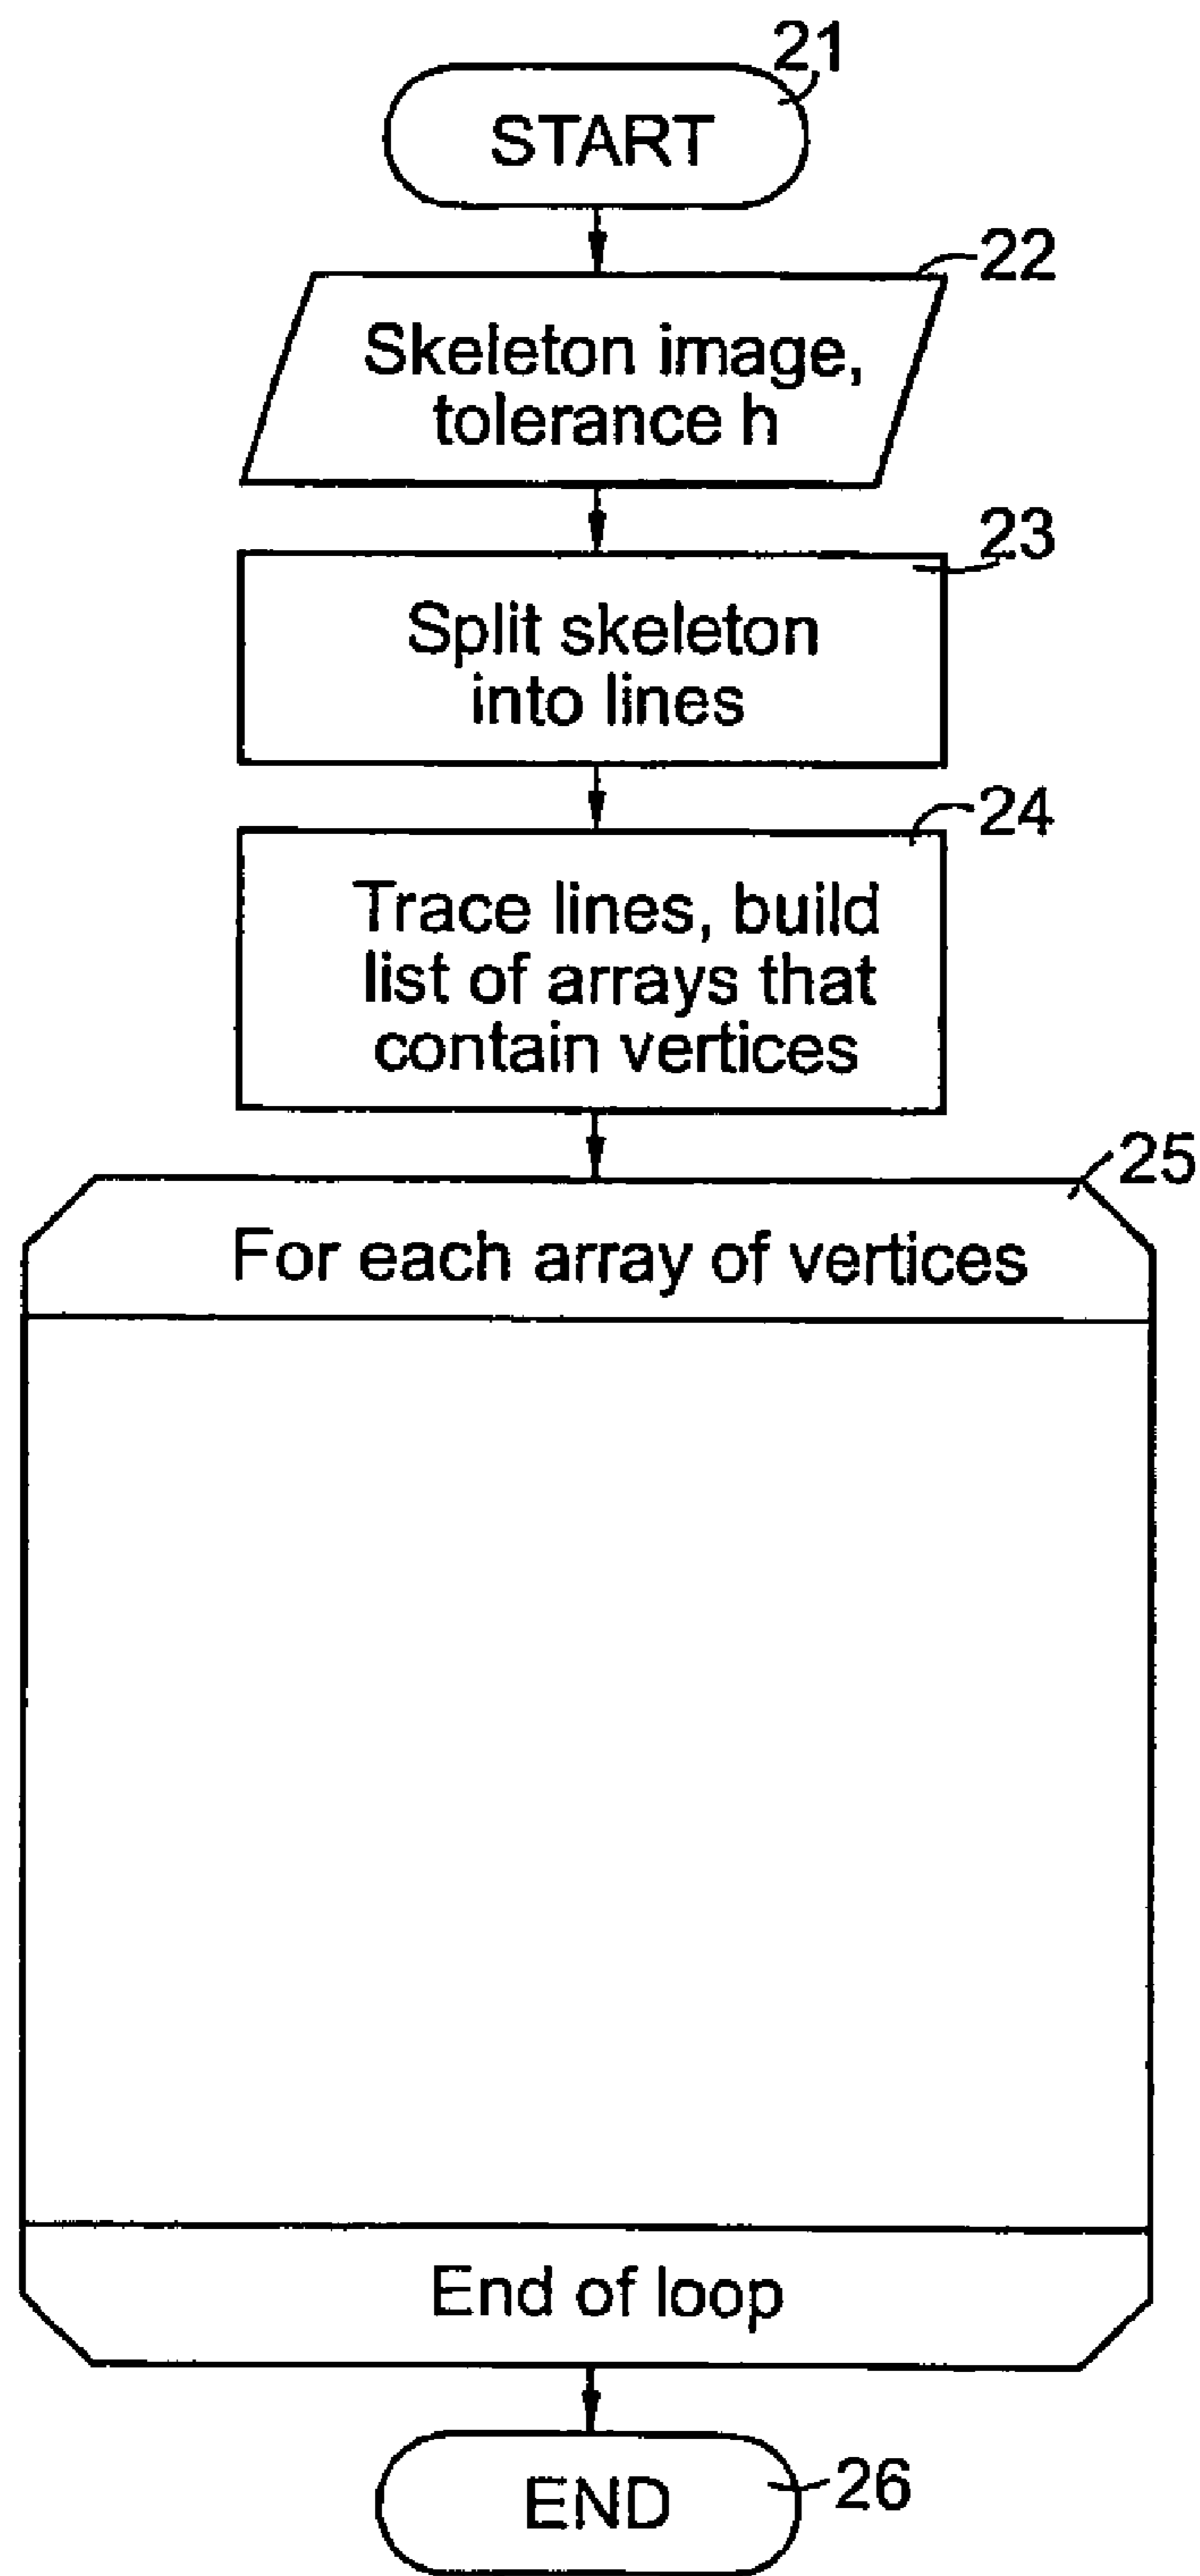 21
START
22
Skeleton image,
tolerance h
23
Split skeleton
into lines
24
Trace lines, build
list of arrays that
contain vertices
25
For each array of vertices
End of loop
END
26